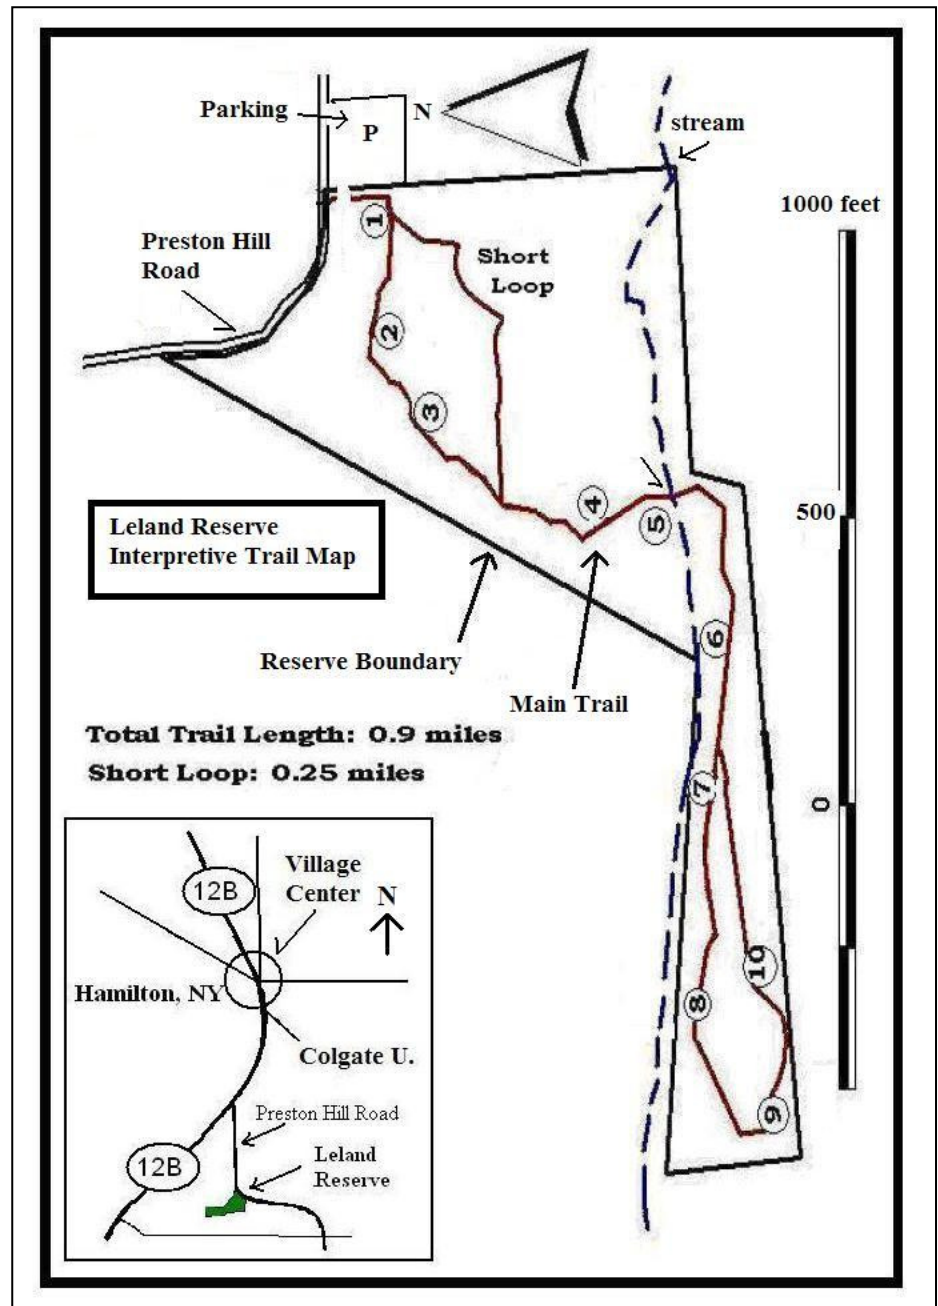 Parking
P
N
stream
1000 feet
1
Preston Hill
Road
Short
Loop
2
3
4
500
5
Leland Reserve
Interpretive Trail Map
6
Reserve Boundary
Main Trail
Total Trail Length: 0.9 miles
Short Loop: 0.25 miles
7
0
12B
Village
Center
N
10
Hamilton, NY
8
Colgate U.
Preston Hill Road
9
Leland
Reserve
12B